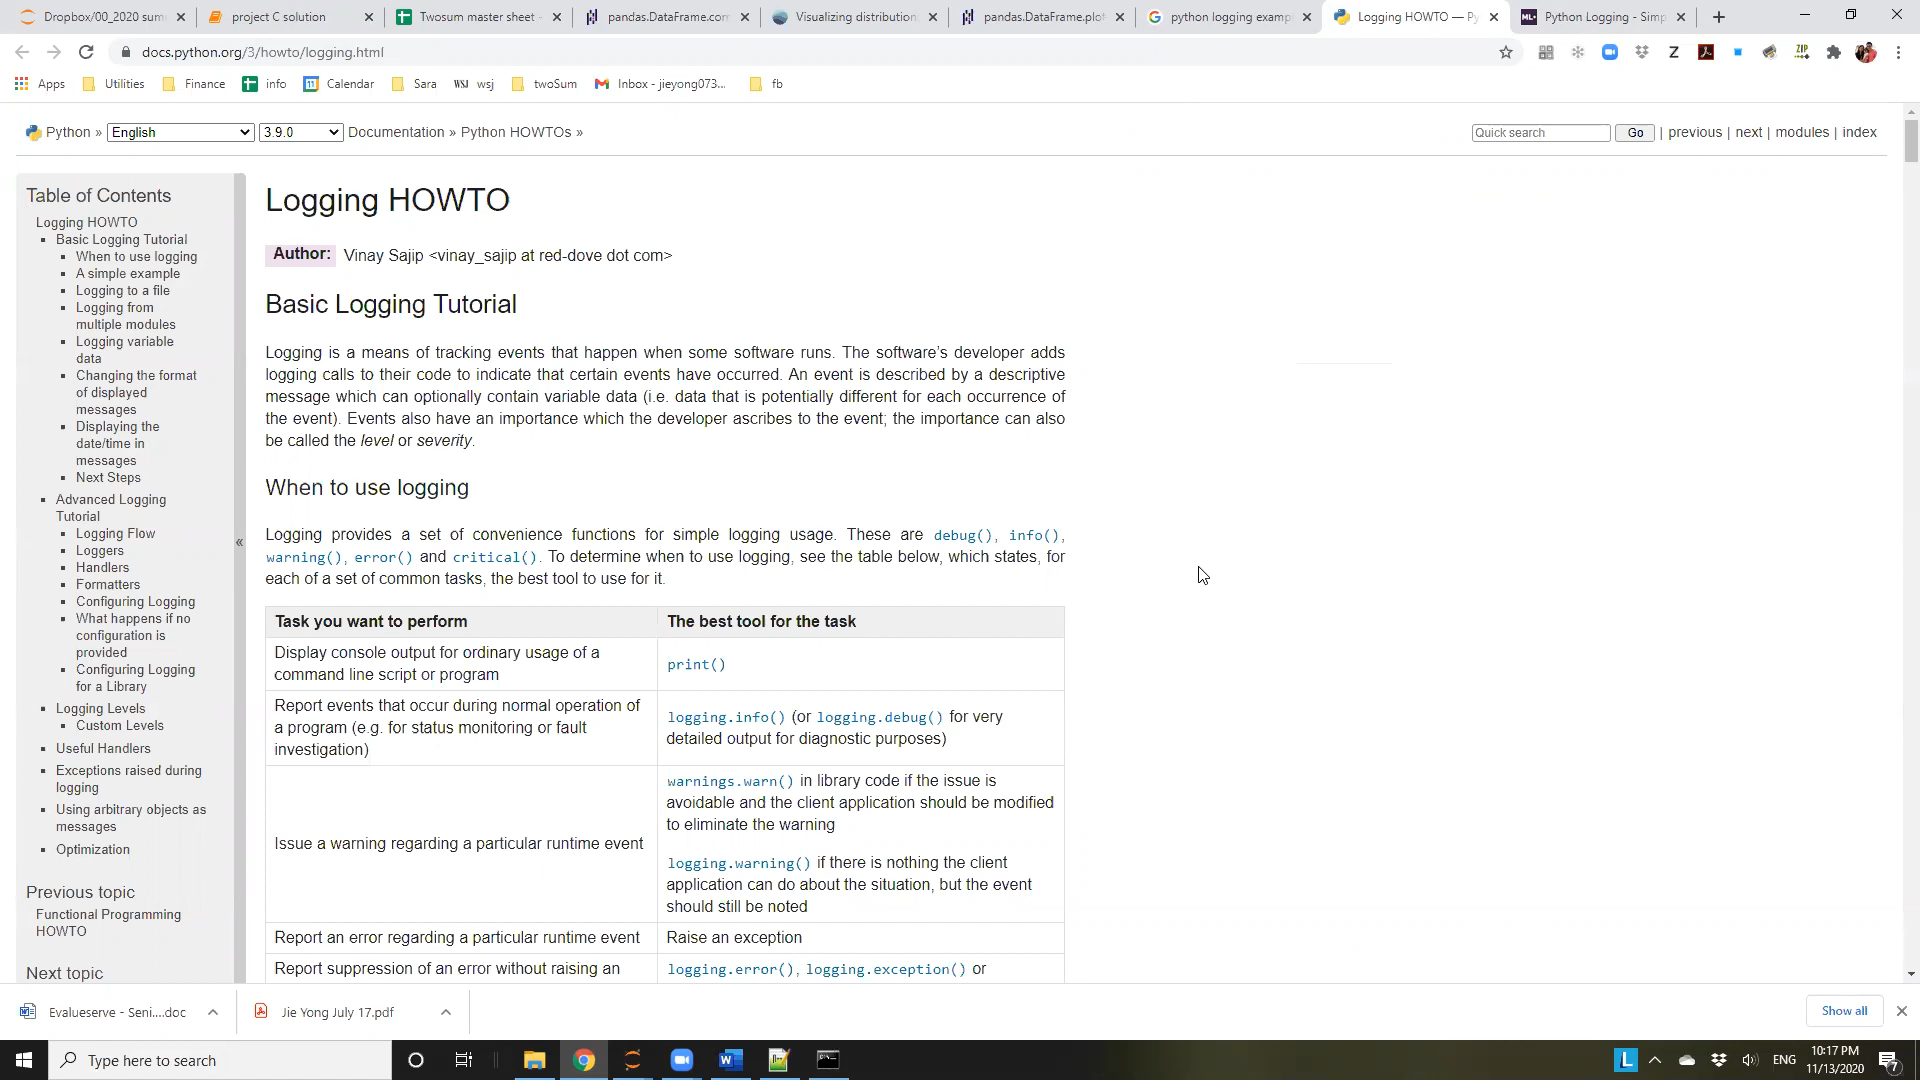 Dropbox/00_2020 sum
project C solution
Twosum master sheet -
pandas.DataFrame.cor
Visualizing distribution
pandas.DataFrame.plot
python logging examp
Logging HOWTO — Py
Python Logging - Simp
docs.python.org/3/howto/logging.html
Apps
Utilities
Finance
info
Calendar
Sara
WSJ wsj
twoSum
Inbox - jieyong073...
fb
Python » English 3.9.0 Documentation » Python HOWTOs »
Quick search Go | previous | next | modules | index
Table of Contents
Logging HOWTO
Basic Logging Tutorial
When to use logging
A simple example
Logging to a file
Logging from
multiple modules
Logging variable
data
Changing the format
of displayed
messages
Displaying the
date/time in
messages
Next Steps
Advanced Logging
Tutorial
Logging Flow
Loggers
Handlers
Formatters
Configuring Logging
What happens if no
configuration is
provided
Configuring Logging
for a Library
Logging Levels
Custom Levels
Useful Handlers
Exceptions raised during
logging
Using arbitrary objects as
messages
Optimization
Previous topic
Functional Programming
HOWTO
Next topic
«
Logging HOWTO
Author: Vinay Sajip <vinay_sajip at red-dove dot com>
Basic Logging Tutorial
Logging is a means of tracking events that happen when some software runs. The software's developer adds
logging calls to their code to indicate that certain events have occurred. An event is described by a descriptive
message which can optionally contain variable data (i.e. data that is potentially different for each occurrence of
the event). Events also have an importance which the developer ascribes to the event; the importance can also
be called the level or severity.
When to use logging
Logging provides a set of convenience functions for simple logging usage. These are debug(), info(),
warning(), error() and critical(). To determine when to use logging, see the table below, which states, for
each of a set of common tasks, the best tool to use for it.
Task you want to perform
The best tool for the task
Display console output for ordinary usage of a
command line script or program
print()
Report events that occur during normal operation of
a program (e.g. for status monitoring or fault
investigation)
logging.info() (or logging.debug() for very
detailed output for diagnostic purposes)
Issue a warning regarding a particular runtime event
warnings.warn() in library code if the issue is
avoidable and the client application should be modified
to eliminate the warning
logging.warning() if there is nothing the client
application can do about the situation, but the event
should still be noted
Report an error regarding a particular runtime event
Raise an exception
Report suppression of an error without raising an
logging.error(), logging.exception() or
Evalueserve - Seni....doc
Jie Yong July 17.pdf
Show all
Type here to search
ENG
10:17 PM
11/13/2020
7